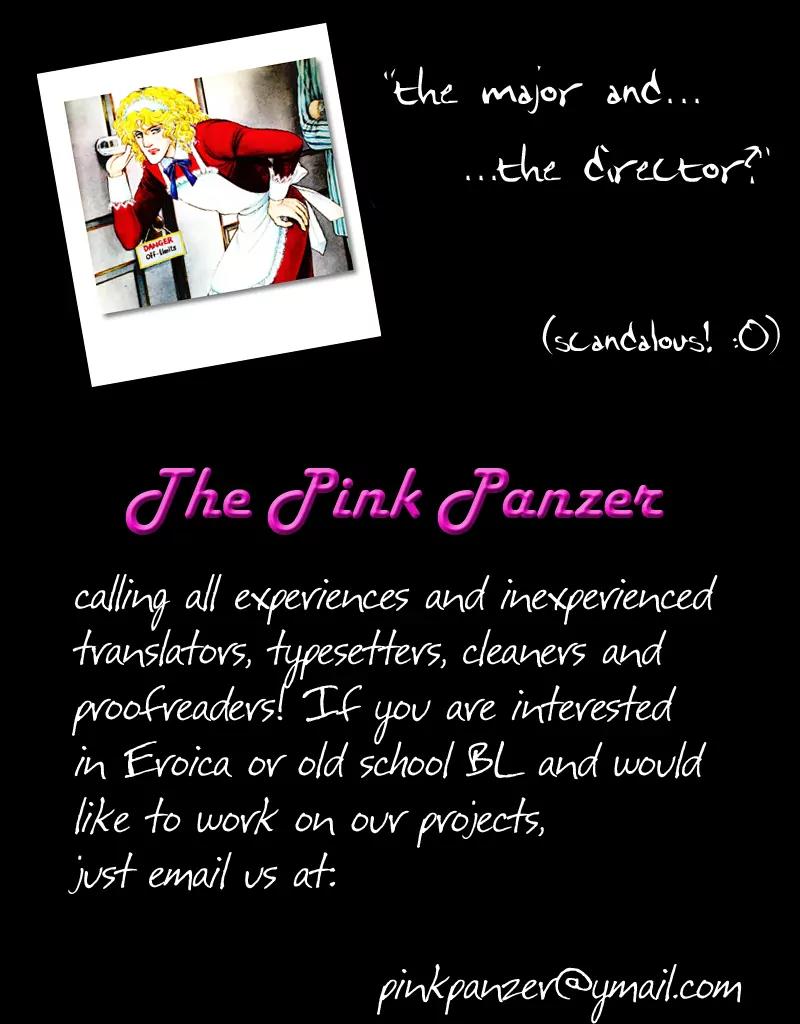 "the major and...
...the director?"
DANGER
Off-limits
(scandalous! :O)
The Pink Panzer
calling all experiences and inexperienced
translators, typesetters, cleaners and
proofreaders! If you are interested
in Eroica or old school BL and would
like to work on our projects,
just email us at:
pinkpanzer@ymail.com